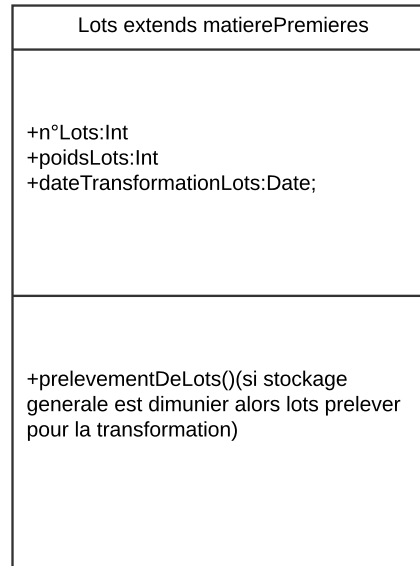 Lots extends matierePremieres
+n°Lots:Int
+poidsLots:Int
+dateTransformationLots:Date;
+prelevementDeLots()(si stockage
generale est dimunier alors lots prelever
pour la transformation)